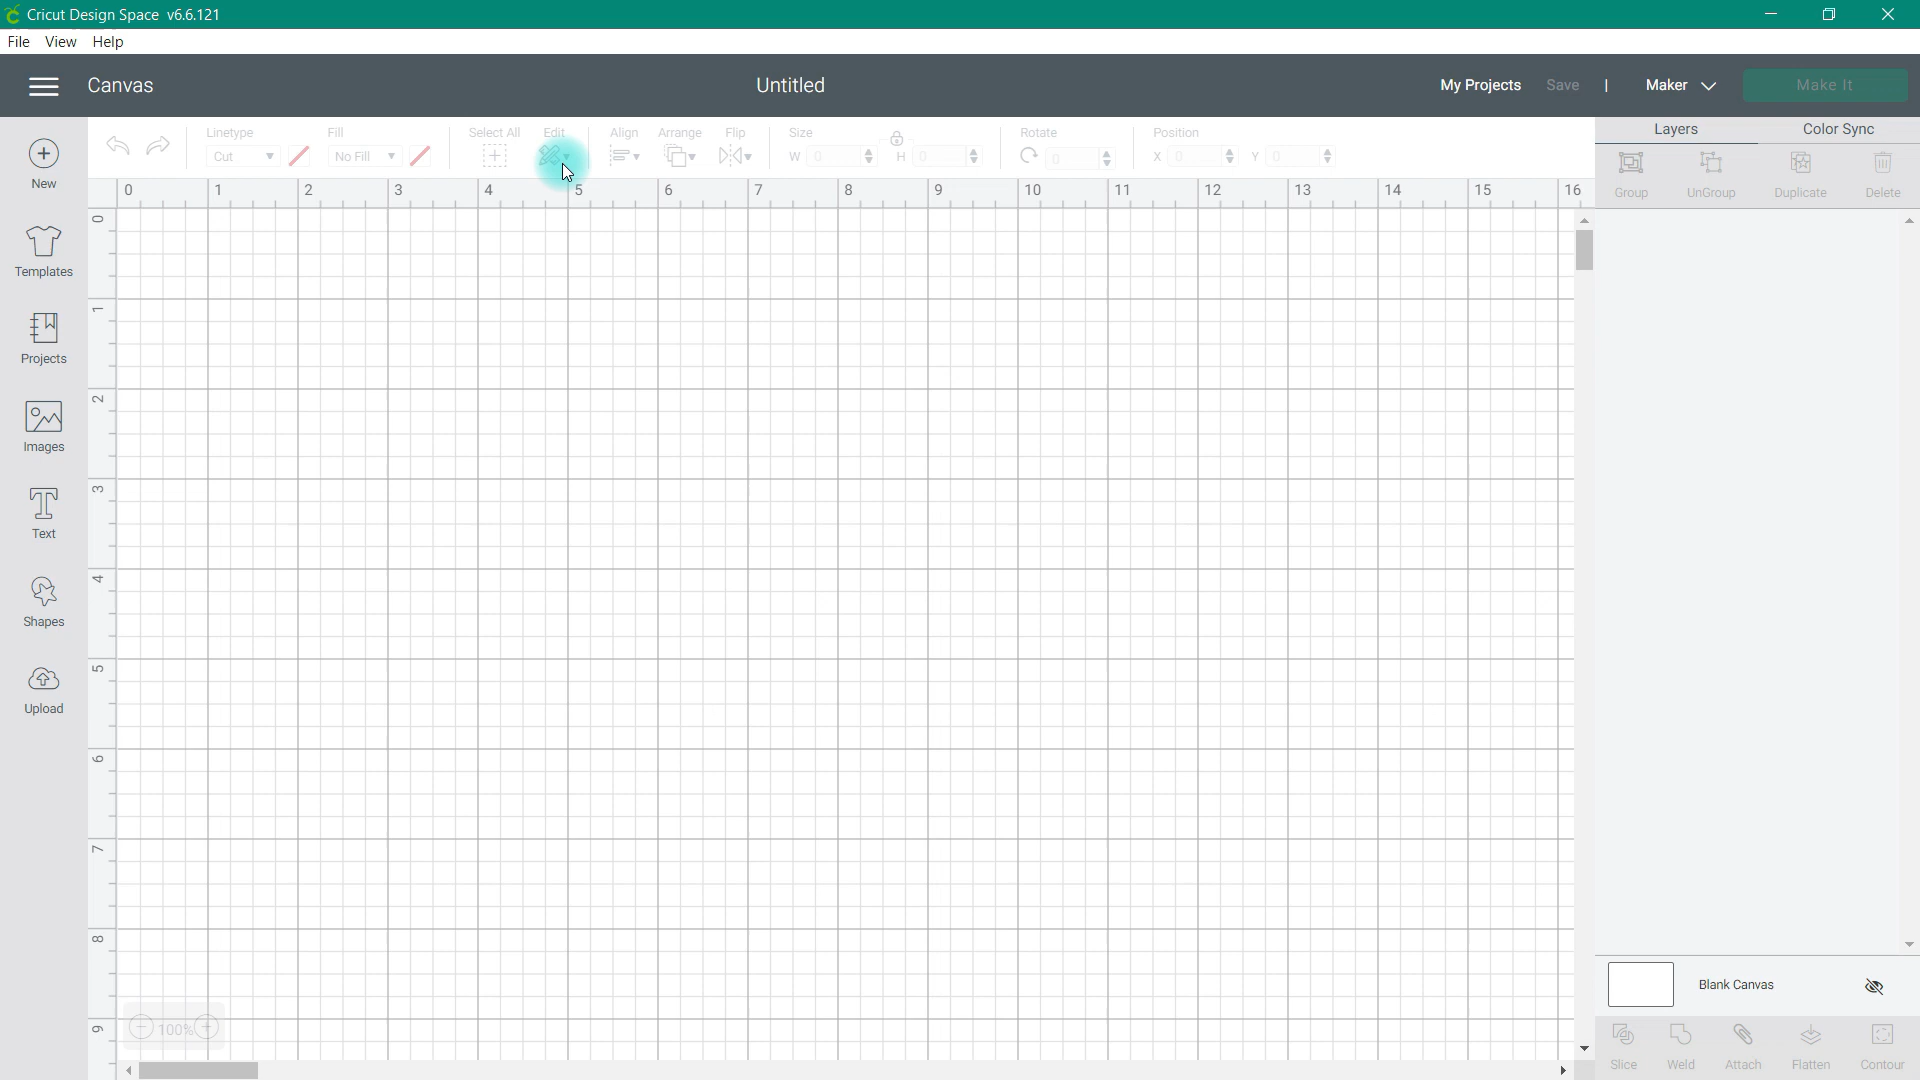 Cricut Design Space v6.6.121
File View Help
Canvas
Untitled
My Projects Save | Maker Make It
New
Templates
Projects
Images
Text
Shapes
Upload
Linetype Fill Select All Edit Align Arrange Flip Size Rotate Position
Cut No Fill W 0 H 0 0 X 0 Y 0
0 1 2 3 4 5 6 7 8 9 10 11 12 13 14 15 16
0
1
2
3
4
5
6
7
8
9
100%
Layers Color Sync
Group UnGroup Duplicate Delete
Blank Canvas
Slice Weld Attach Flatten Contour